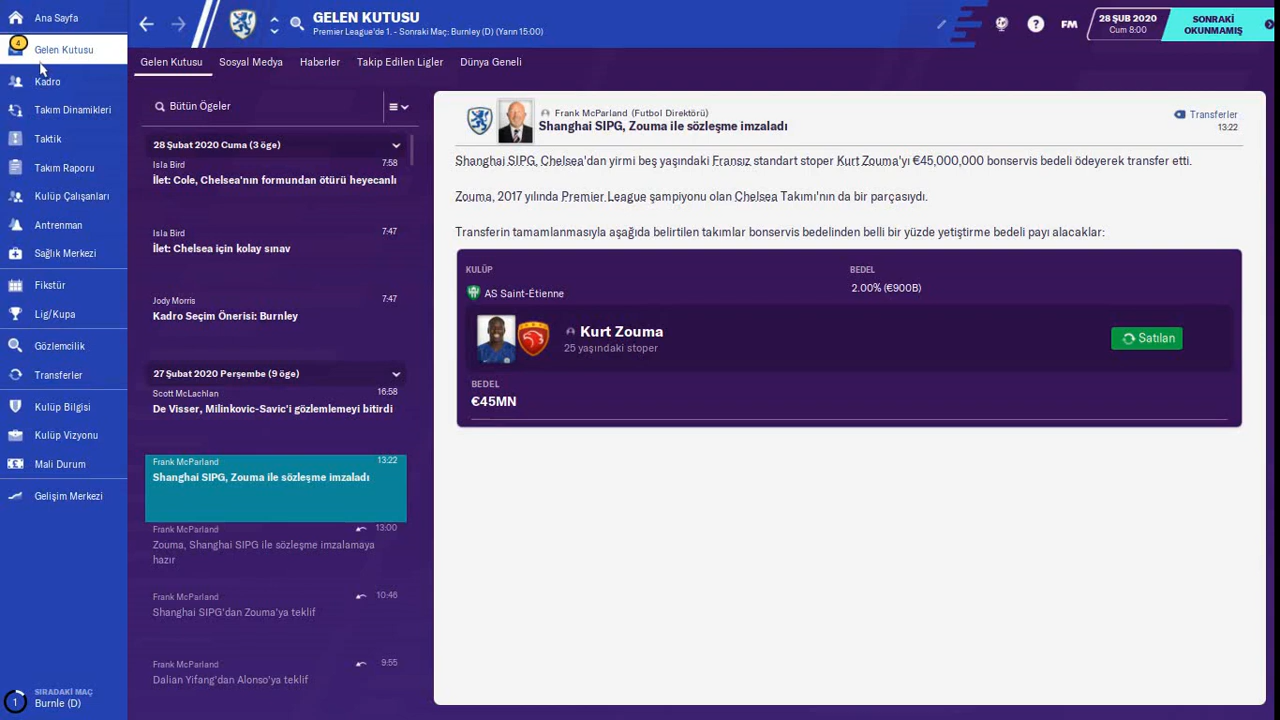 Ana Sayfa
4
Gelen Kutusu
Kadro
Takım Dinamikleri
Taktik
Takım Raporu
Kulüp Çalışanları
Antrenman
Sağlık Merkezi
Fikstür
Lig/Kupa
Gözlemcilik
Transferler
Kulüp Bilgisi
Kulüp Vizyonu
Mali Durum
Gelişim Merkezi
1
SIRADAKİ MAÇ
Burnle (D)
GELEN KUTUSU
Premier League'de 1. - Sonraki Maç: Burnley (D) (Yarın 15:00)
?
FM
28 ŞUB 2020
Cum 8:00
SONRAKİ
OKUNMAMIŞ
Gelen Kutusu
Sosyal Medya
Haberler
Takip Edilen Ligler
Dünya Geneli
Bütün Ögeler
28 Şubat 2020 Cuma (3 öge)
Isla Bird 7:58
İlet: Cole, Chelsea'nın formundan ötürü heyecanlı
Isla Bird 7:47
İlet: Chelsea için kolay sınav
Jody Morris 7:47
Kadro Seçim Önerisi: Burnley
27 Şubat 2020 Perşembe (9 öge)
Scott McLachlan 16:58
De Visser, Milinkovic-Savic'i gözlemlemeyi bitirdi
Frank McParland 13:22
Shanghai SIPG, Zouma ile sözleşme imzaladı
Frank McParland 13:00
Zouma, Shanghai SIPG ile sözleşme imzalamaya
hazır
Frank McParland 10:46
Shanghai SIPG'dan Zouma'ya teklif
Frank McParland 9:55
Dalian Yifang'dan Alonso'ya teklif
Frank McParland (Futbol Direktörü)
Shanghai SIPG, Zouma ile sözleşme imzaladı
Transferler
13:22
Shanghai SIPG, Chelsea'dan yirmi beş yaşındaki Fransız standart stoper Kurt Zouma'yı €45,000,000 bonservis bedeli ödeyerek transfer etti.
Zouma, 2017 yılında Premier League şampiyonu olan Chelsea Takımı'nın da bir parçasıydı.
Transferin tamamlanmasıyla aşağıda belirtilen takımlar bonservis bedelinden belli bir yüzde yetiştirme bedeli payı alacaklar:
KULÜP
BEDEL
AS Saint-Étienne
2.00% (€900B)
Kurt Zouma
25 yaşındaki stoper
Satılan
BEDEL
€45MN